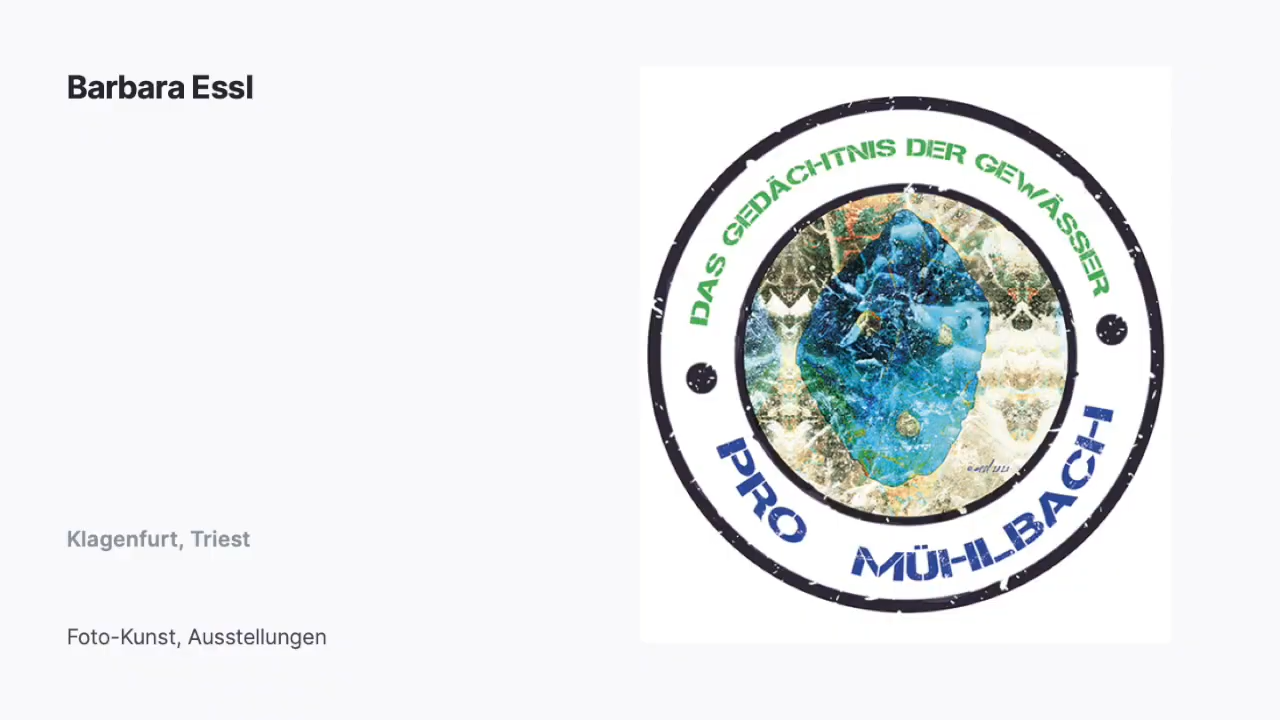 Barbara Essl
DAS GEDÄCHTNIS DER GEWÄSSER
PRO MÜHLBACH
Klagenfurt, Triest
Foto-Kunst, Ausstellungen